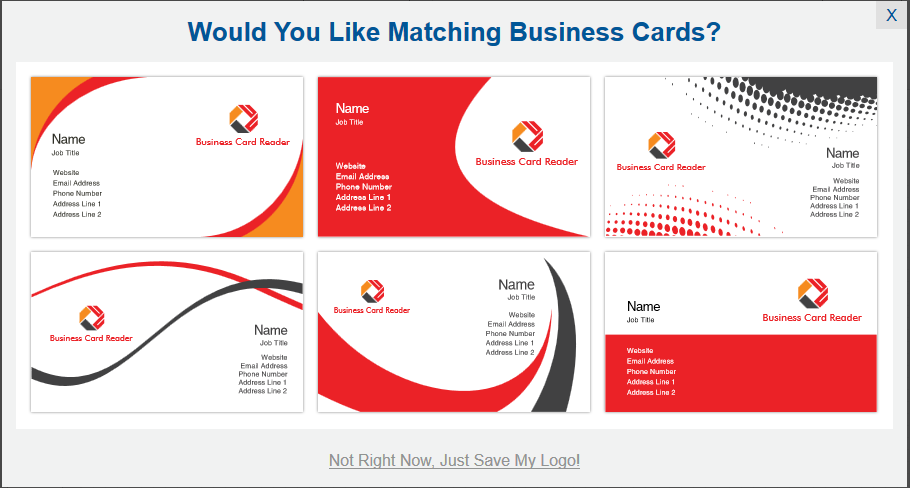 X
Would You Like Matching Business Cards?
Name
Job Title
Business Card Reader
Website
Email Address
Phone Number
Address Line 1
Address Line 2
Name
Job Title
Business Card Reader
Website
Email Address
Phone Number
Address Line 1
Address Line 2
Business Card Reader
Name
Job Title
Website
Email Address
Phone Number
Address Line 1
Address Line 2
Business Card Reader
Name
Job Title
Website
Email Address
Phone Number
Address Line 1
Address Line 2
Business Card Reader
Name
Job Title
Website
Email Address
Phone Number
Address Line 1
Address Line 2
Name
Job Title
Business Card Reader
Website
Email Address
Phone Number
Address Line 1
Address Line 2
Not Right Now, Just Save My Logo!